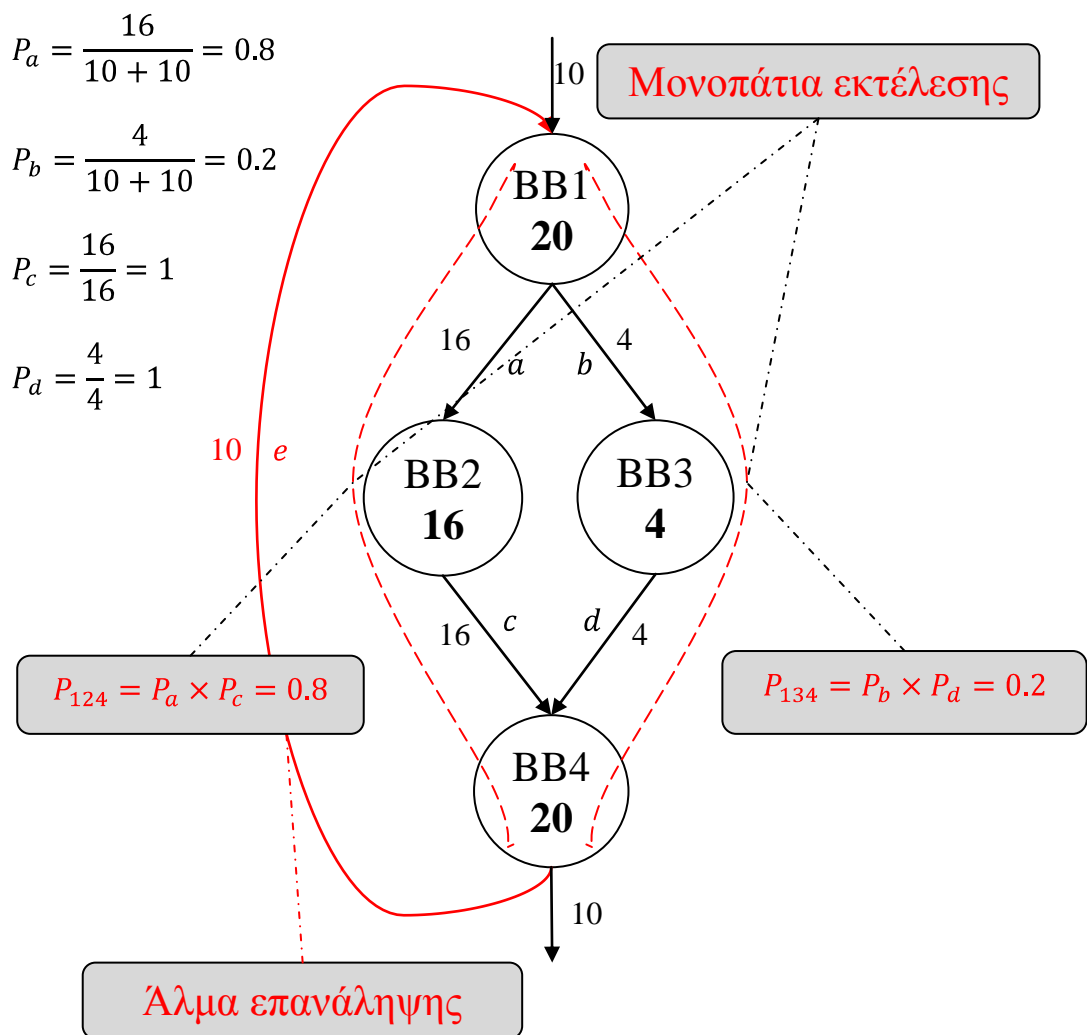 P_a = 16 / (10 + 10) = 0.8
P_b = 4 / (10 + 10) = 0.2
P_c = 16 / 16 = 1
P_d = 4 / 4 = 1
10
Μονοπάτια εκτέλεσης
BB1
20
16
a
b
4
10
e
BB2
16
BB3
4
16
c
d
4
P_124 = P_a × P_c = 0.8
P_134 = P_b × P_d = 0.2
BB4
20
10
Άλμα επανάληψης